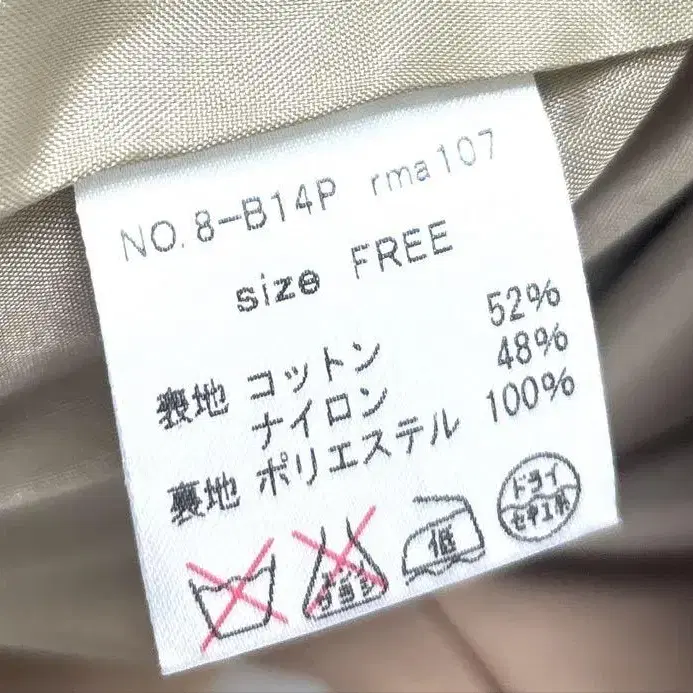 NO.8-B14P rma107
size FREE
表地 コットン 52%
ナイロン 48%
裏地 ポリエステル 100%
低
ドライ
セキユ系